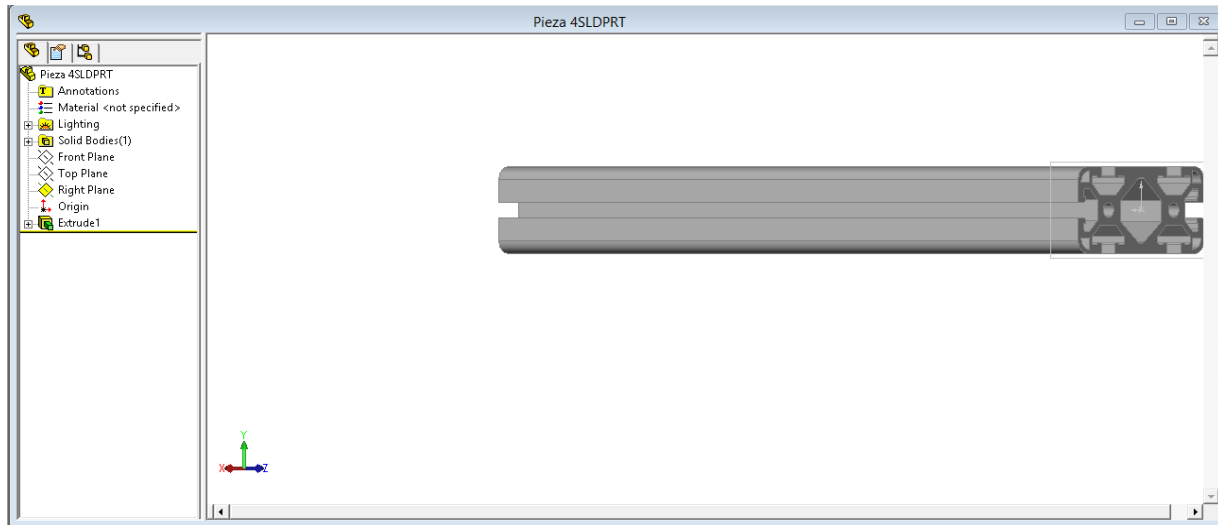 Pieza 4SLDPRT
Pieza 4SLDPRT
Annotations
Material <not specified>
Lighting
Solid Bodies(1)
Front Plane
Top Plane
Right Plane
Origin
Extrude1
Y
X
Z